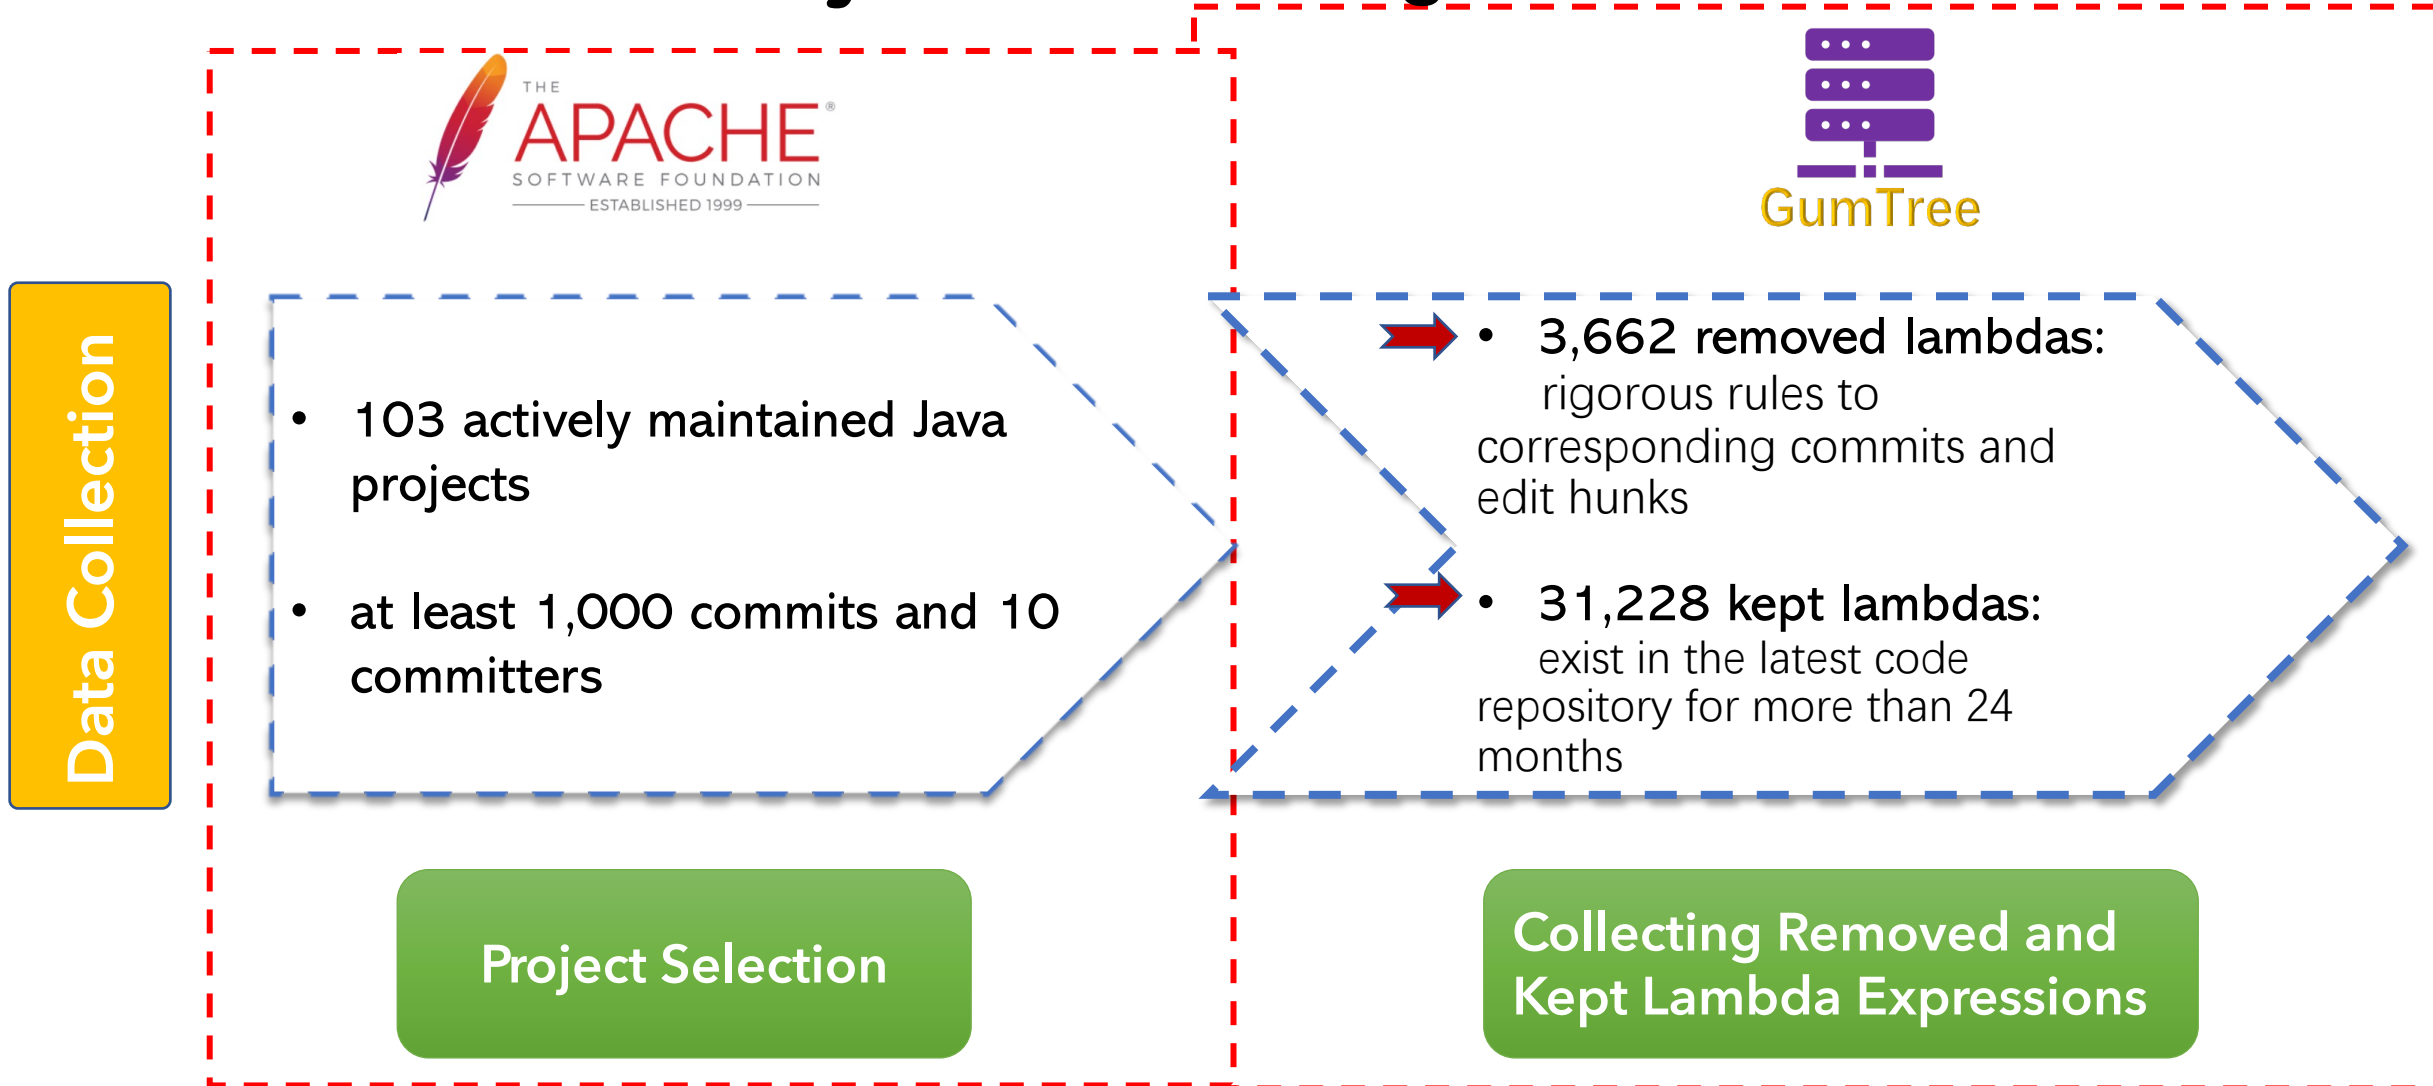 THE
APACHE®
SOFTWARE FOUNDATION
ESTABLISHED 1999
GumTree
Data Collection
• 103 actively maintained Java
projects
• at least 1,000 commits and 10
committers
• 3,662 removed lambdas:
rigorous rules to
corresponding commits and
edit hunks
• 31,228 kept lambdas:
exist in the latest code
repository for more than 24
months
Project Selection
Collecting Removed and
Kept Lambda Expressions